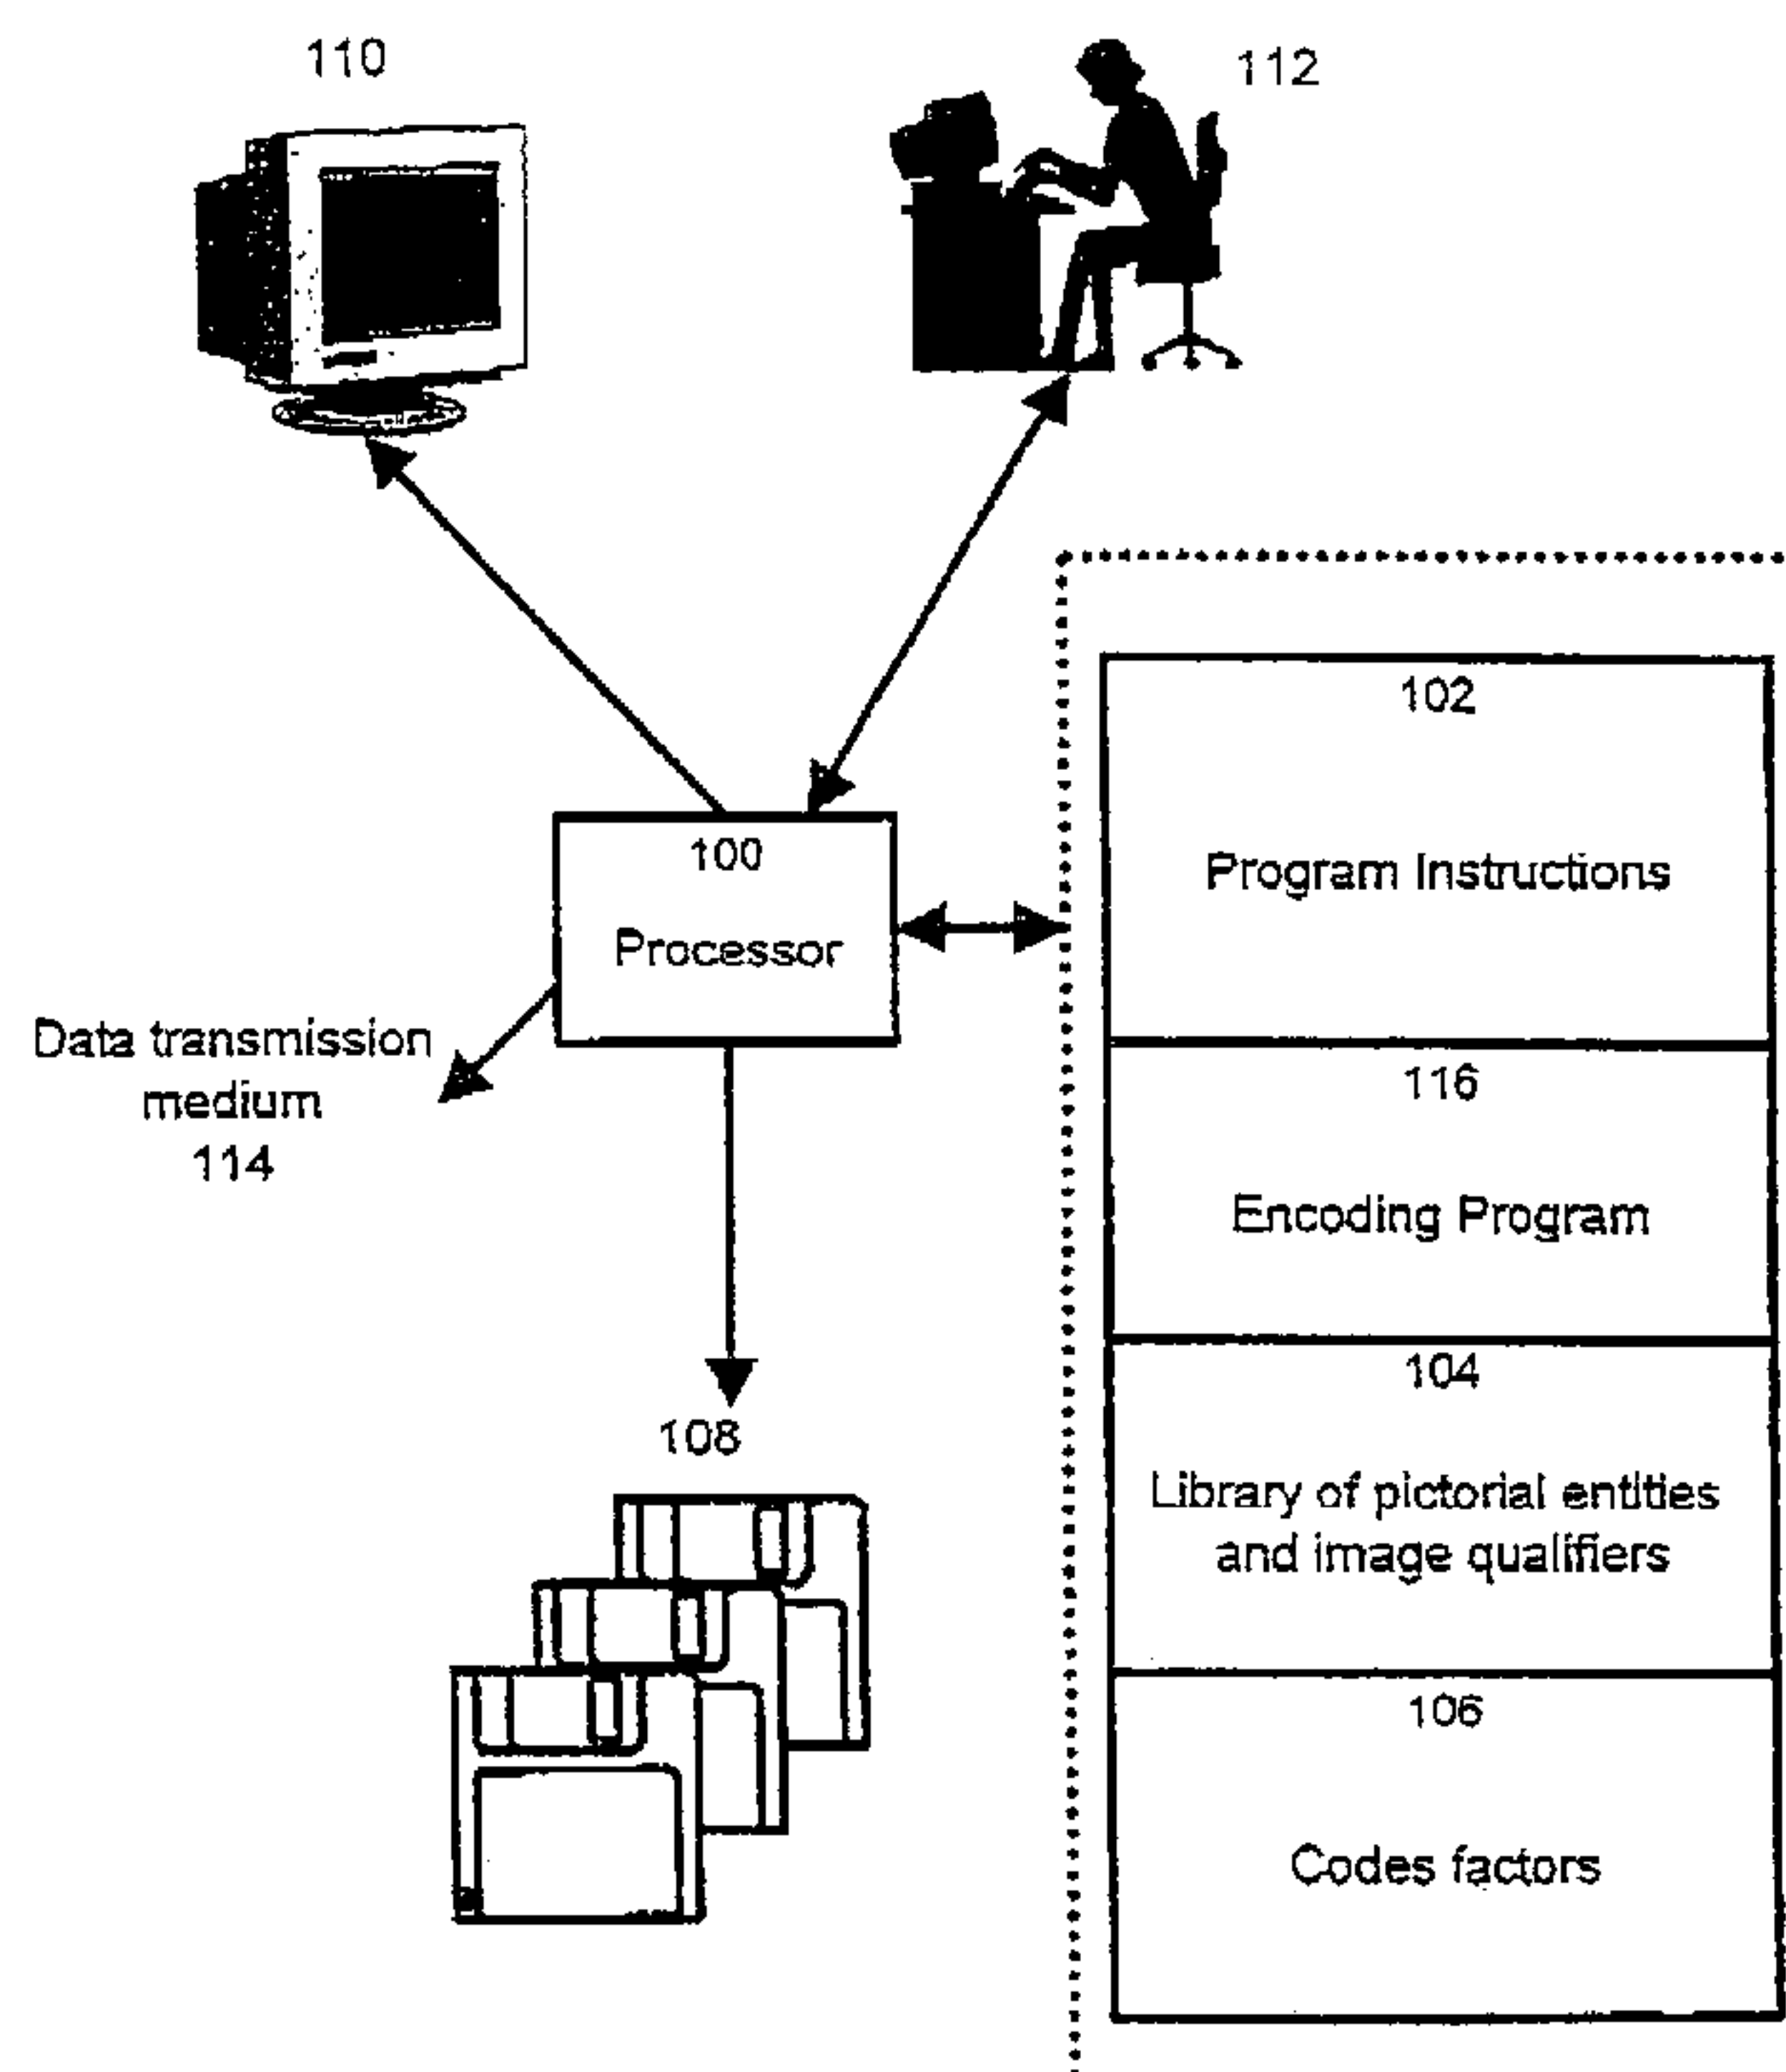 110
112
102
Program Instructions
100
Processor
Data transmission
medium
114
116
Encoding Program
104
Library of pictorial entities
and image qualifiers
108
106
Codes factors